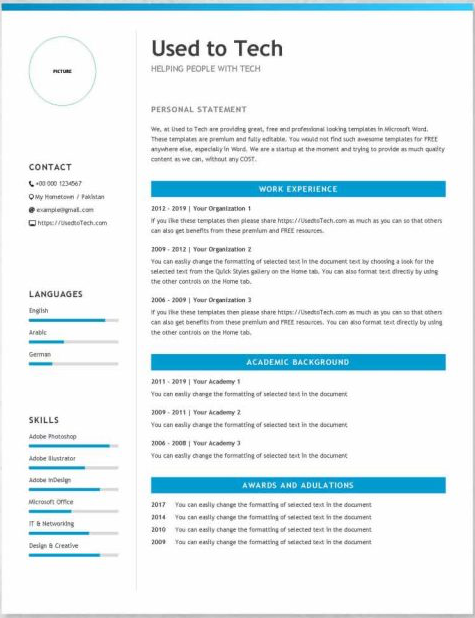 PICTURE
CONTACT
+00 000 1234567
My Hometown / Pakistan
example@gmail.com
https://UsedtoTech.com
LANGUAGES
English
Arabic
German
SKILLS
Adobe Photoshop
Adobe Illustrator
Adobe InDesign
Microsoft Office
IT & Networking
Design & Creative
Used to Tech
HELPING PEOPLE WITH TECH
PERSONAL STATEMENT
We, at Used to Tech are providing great, free and professional looking templates in Microsoft Word.
These templates are premium and fully editable. You would not find such awesome templates for FREE
anywhere else, especially in Word. We are a startup at the moment and trying to provide as much quality
content as we can, without any COST.
WORK EXPERIENCE
2012 - 2019 | Your Organization 1
If you like these templates then please share https://UsedtoTech.com as much as you can so that others
can also get benefits from these premium and FREE resources.
2009 - 2012 | Your Organization 2
You can easily change the formatting of selected text in the document text by choosing a look for the
selected text from the Quick Styles gallery on the Home tab. You can also format text directly by using
the other controls on the Home tab.
2006 - 2009 | Your Organization 3
If you like these templates then please share https://UsedtoTech.com as much as you can so that others
can also get benefits from these premium and FREE resources. You can also format text directly by using
the other controls on the Home tab.
ACADEMIC BACKGROUND
2011 - 2019 | Your Academy 1
You can easily change the formatting of selected text in the document
2009 - 2011 | Your Academy 2
You can easily change the formatting of selected text in the document
2006 - 2008 | Your Academy 3
You can easily change the formatting of selected text in the document
AWARDS AND ADULATIONS
2017 You can easily change the formatting of selected text in the document
2014 You can easily change the formatting of selected text in the document
2010 You can easily change the formatting of selected text in the document
2009 You can easily change the formatting of selected text in the document